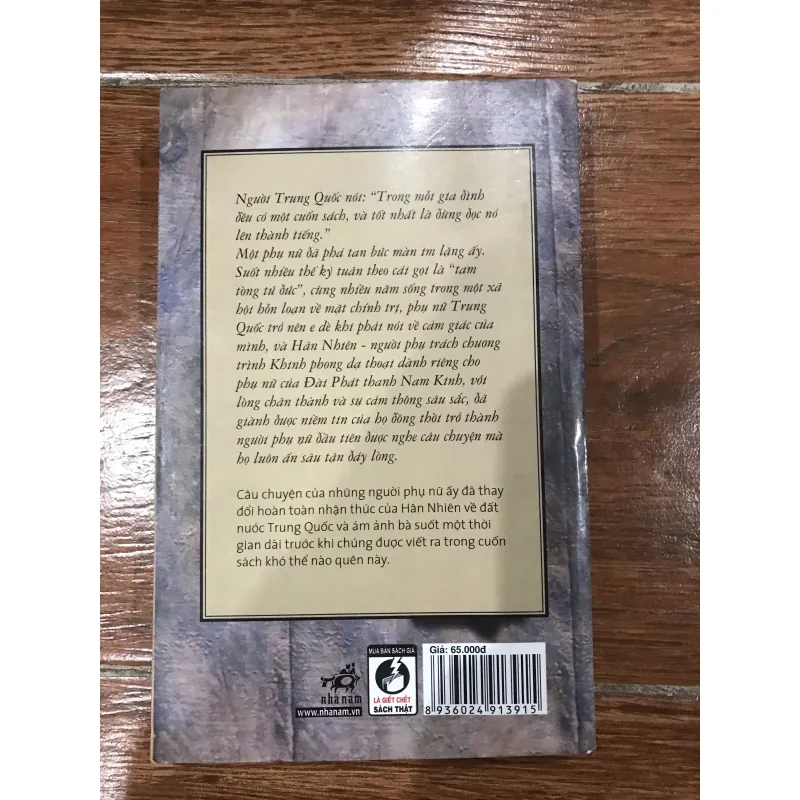 Người Trung Quốc nói: “Trong mỗi gia đình
đều có một cuốn sách, và tốt nhất là đừng đọc nó
lên thành tiếng.”
Một phụ nữ đã phá tan bức màn im lặng ấy.
Suốt nhiều thế kỷ tuân theo cái gọi là “tam
tòng tứ đức”, cùng nhiều năm sống trong một xã
hội hỗn loạn về mặt chính trị, phụ nữ Trung
Quốc trở nên e dè khi phát nói về cảm giác của
mình, và Hân Nhiên - người phụ trách chương
trình Khinh phong dạ thoại dành riêng cho
phụ nữ của Đài Phát thanh Nam Kinh, với
lòng chân thành và sự cảm thông sâu sắc, đã
giành được niềm tin của họ đồng thời trở thành
người phụ nữ đầu tiên được nghe câu chuyện mà
họ luôn ẩn sâu tận đáy lòng.
Câu chuyện của những người phụ nữ ấy đã thay
đổi hoàn toàn nhận thức của Hân Nhiên về đất
nước Trung Quốc và ám ảnh bà suốt một thời
gian dài trước khi chúng được viết ra trong cuốn
sách khó thể nào quên này.
nhã nam
www.nhanam.vn
MUA BÁN SÁCH GIẢ
LÀ GIẾT CHẾT
SÁCH THẬT
Giá: 65.000đ
8 936024 913915